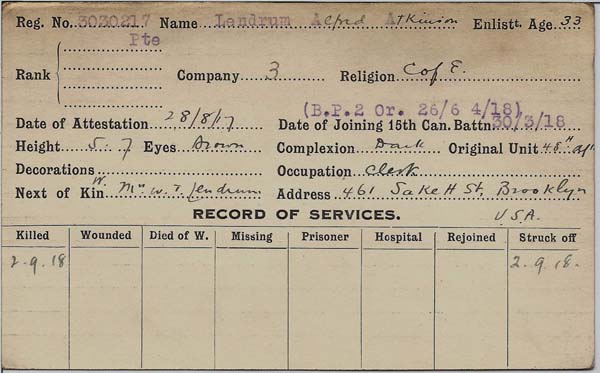 Reg. No. 3030217 Name Lendrum Alfred Atkinson Enlistt. Age 33
Pte
Rank Company 3 Religion C of E.
(B.P.2 Or. 26/6 4/18)
Date of Attestation 28/8/17 Date of Joining 15th Can. Battn. 30/3/18
Height 5.7 Eyes Brown Complexion Dark Original Unit 48th
Decorations Occupation Clerk
W.
Next of Kin Mrs W. T. Lendrum Address 461 St, Brooklyn
RECORD OF SERVICES. U.S.A.
Killed Wounded Died of W. Missing Prisoner Hospital Rejoined Struck off
2.9.18 2.9.18.